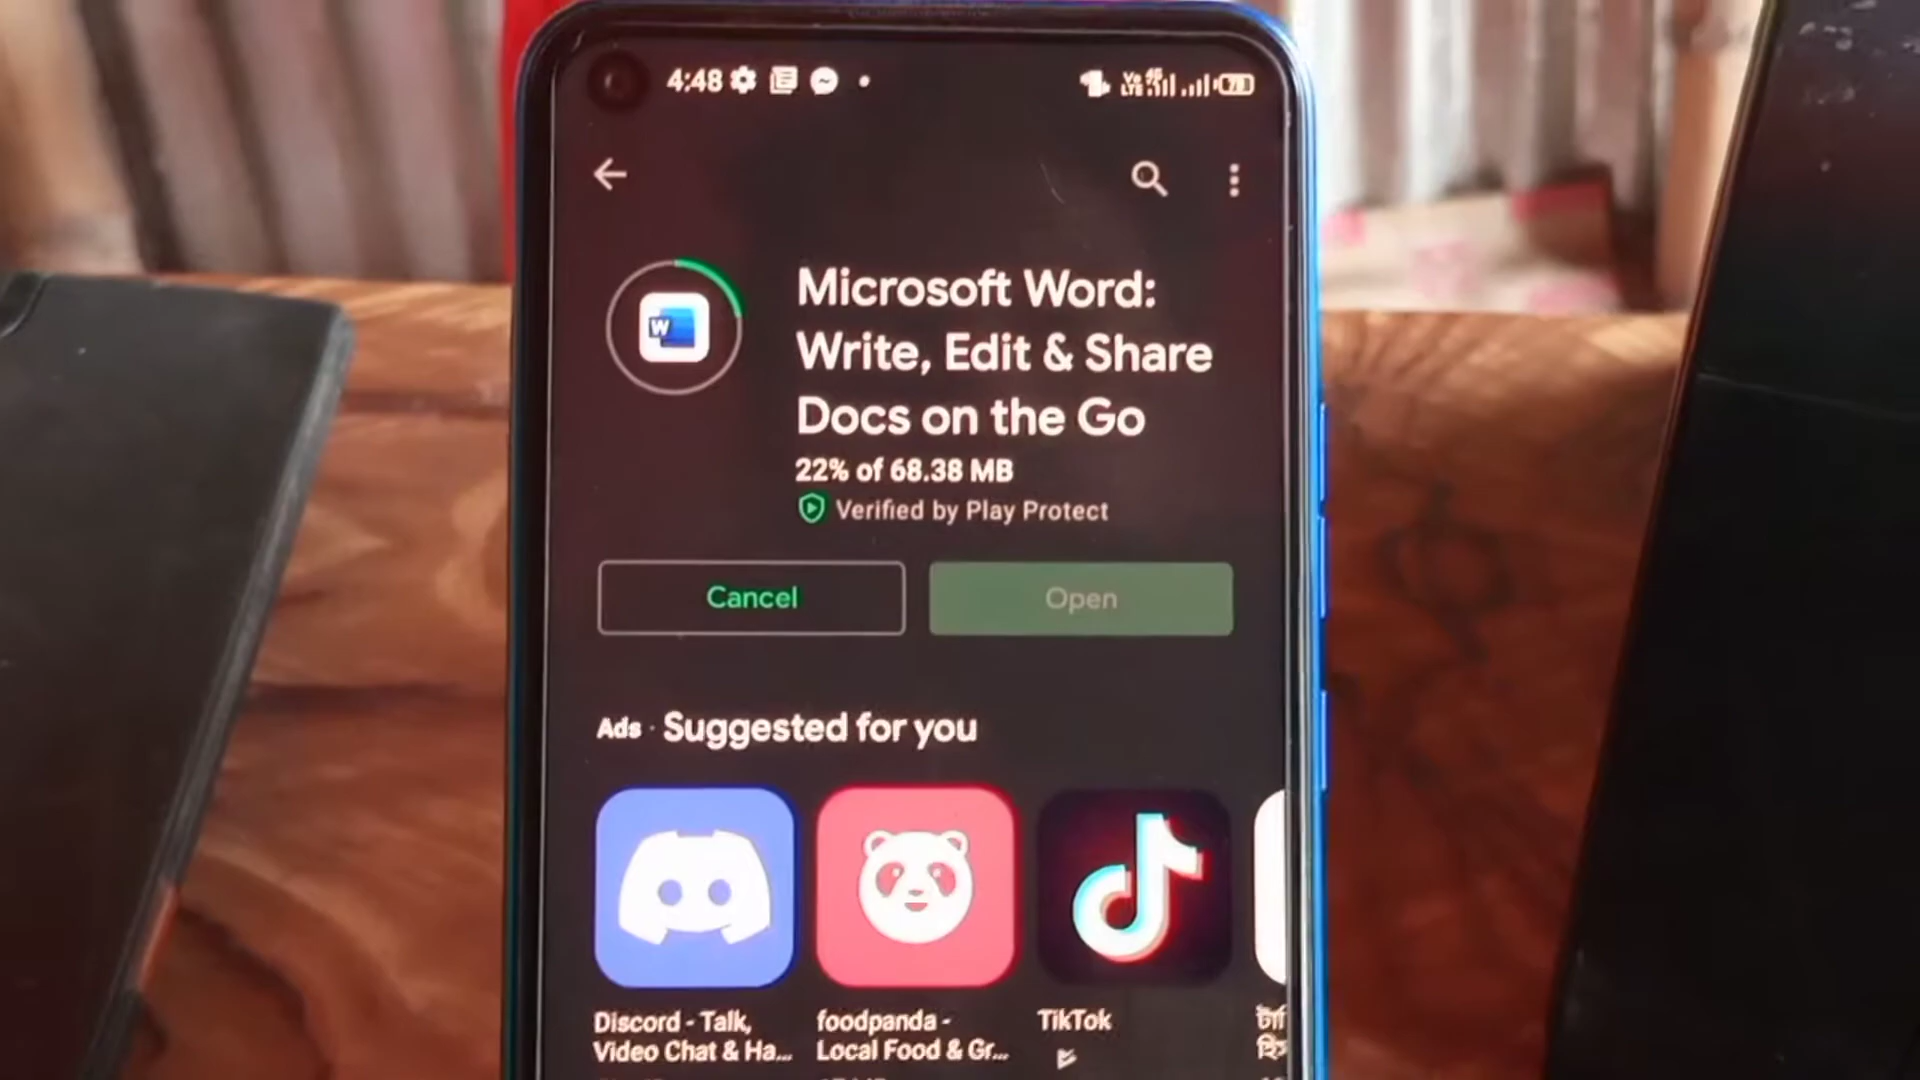 4:48
Microsoft Word:
Write, Edit & Share
Docs on the Go
22% of 68.38 MB
Verified by Play Protect
Cancel
Open
Ads · Suggested for you
Discord - Talk,
Video Chat & Ha...
foodpanda -
Local Food & Gr...
TikTok